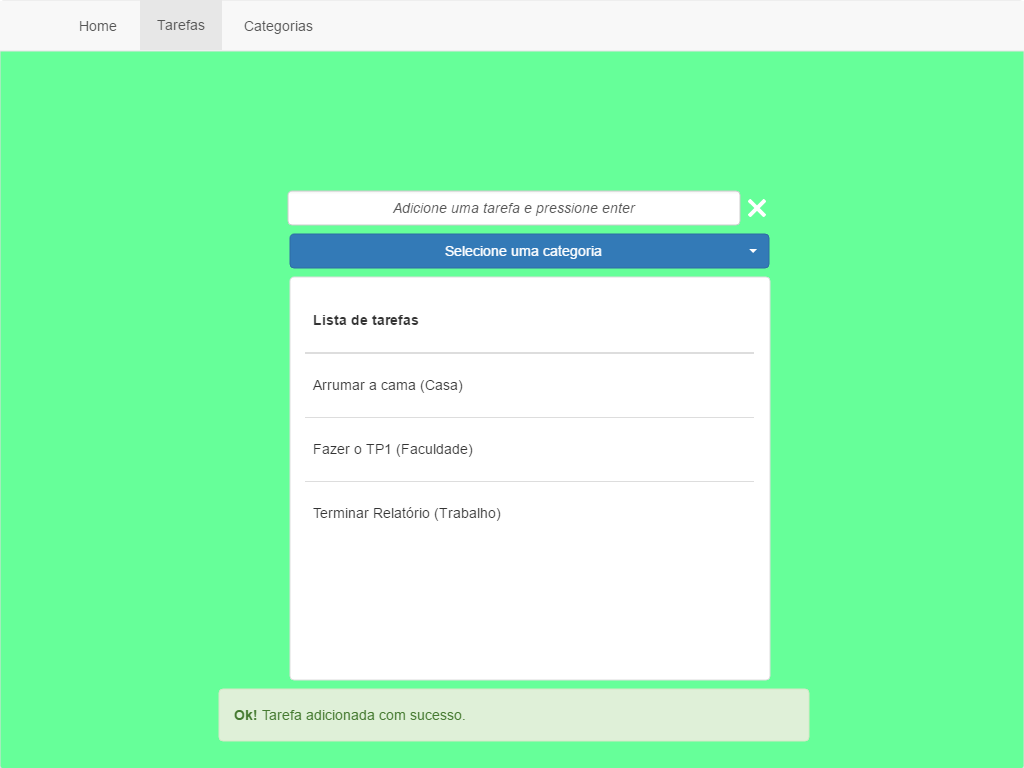 Home Tarefas Categorias
Adicione uma tarefa e pressione enter
Selecione uma categoria
Lista de tarefas
Arrumar a cama (Casa)
Fazer o TP1 (Faculdade)
Terminar Relatório (Trabalho)
Ok! Tarefa adicionada com sucesso.